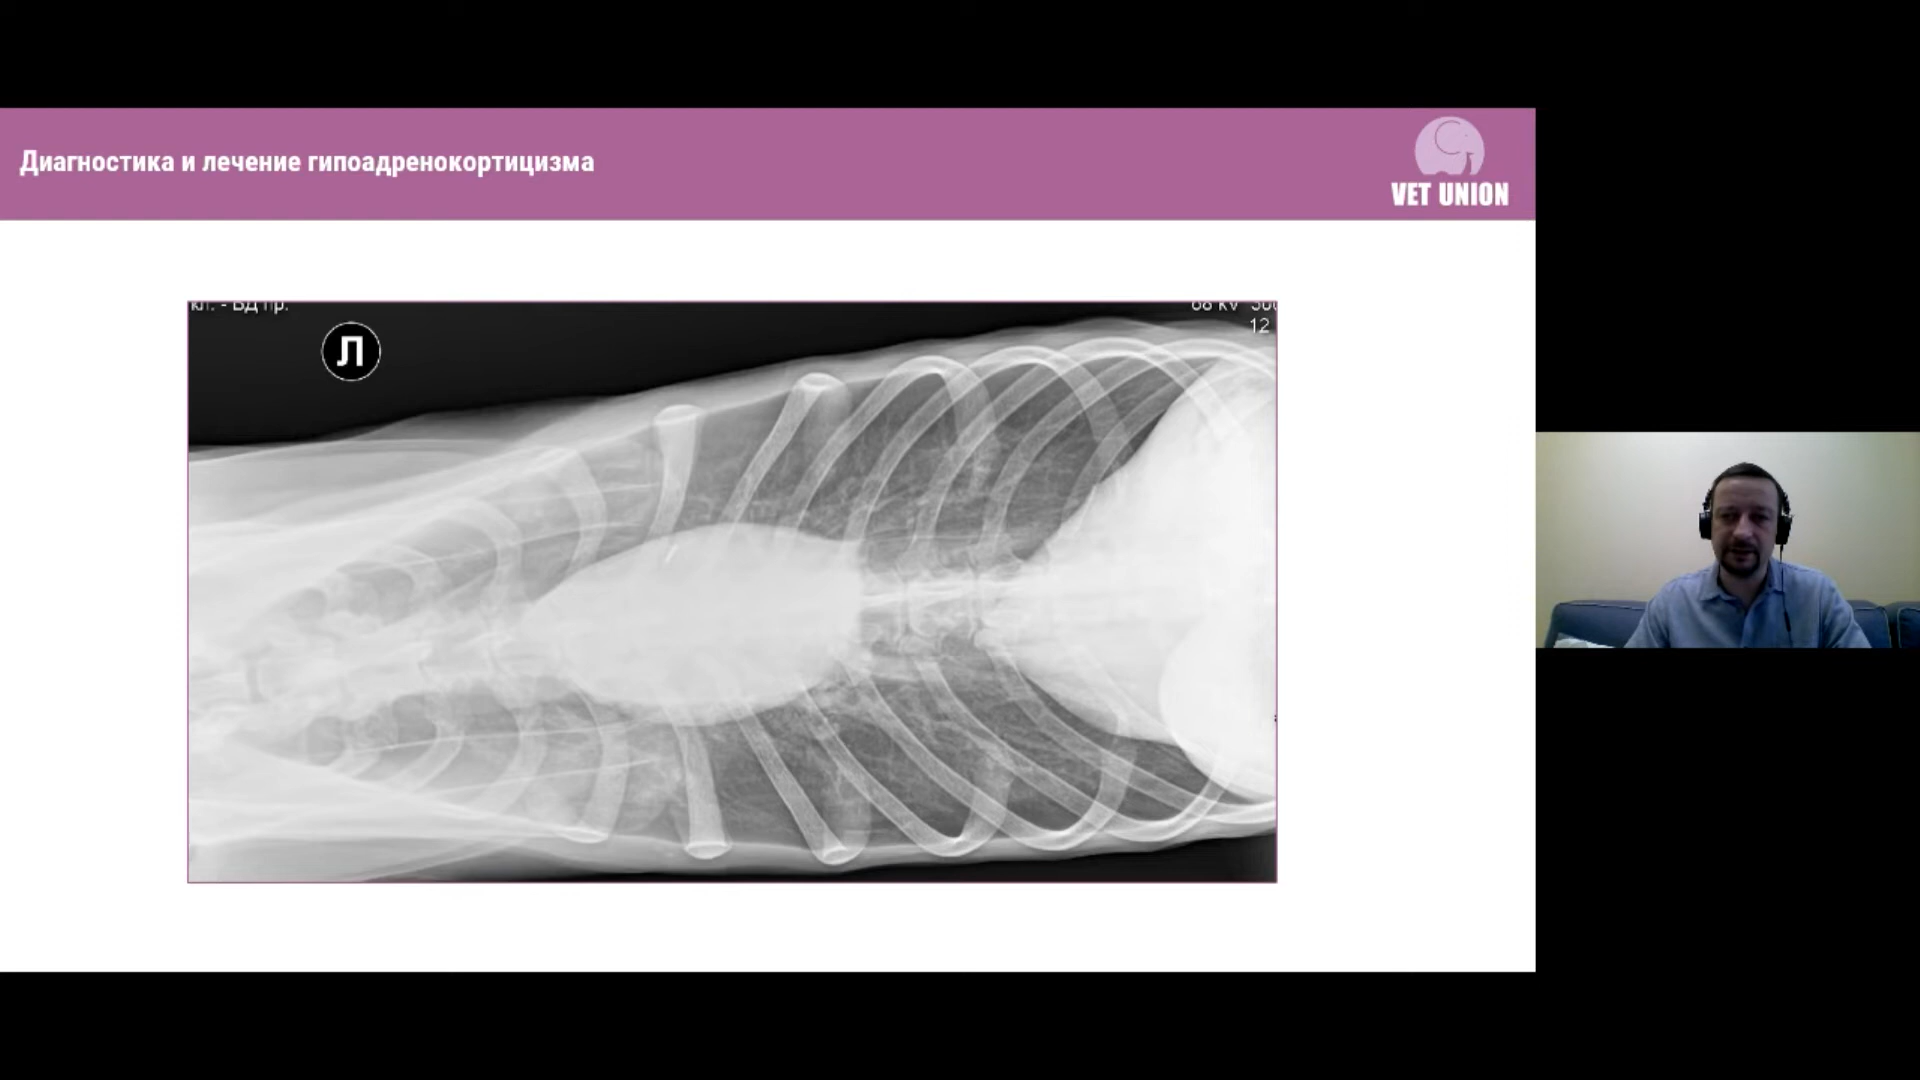 Диагностика и лечение гипоадренокортицизма
VET UNION
Л
12